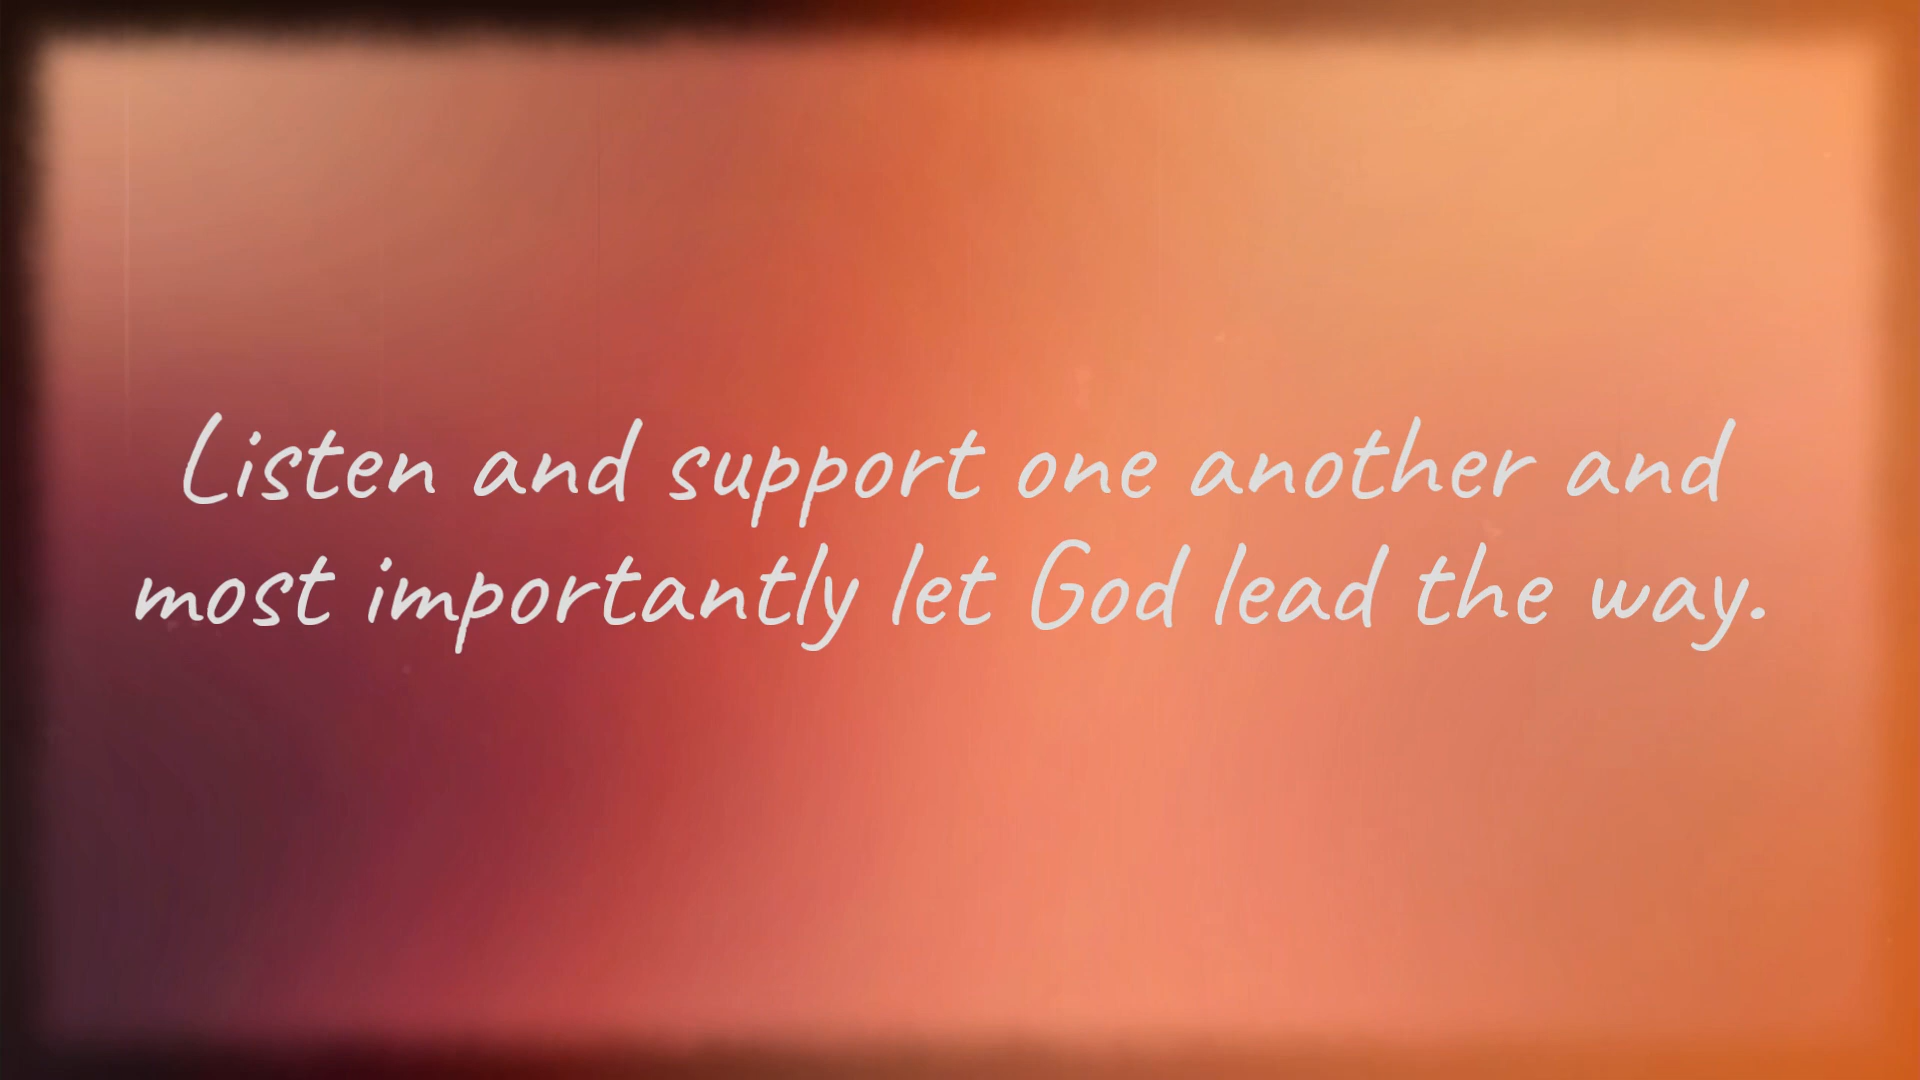 Listen and support one another and
most importantly let God lead the way.